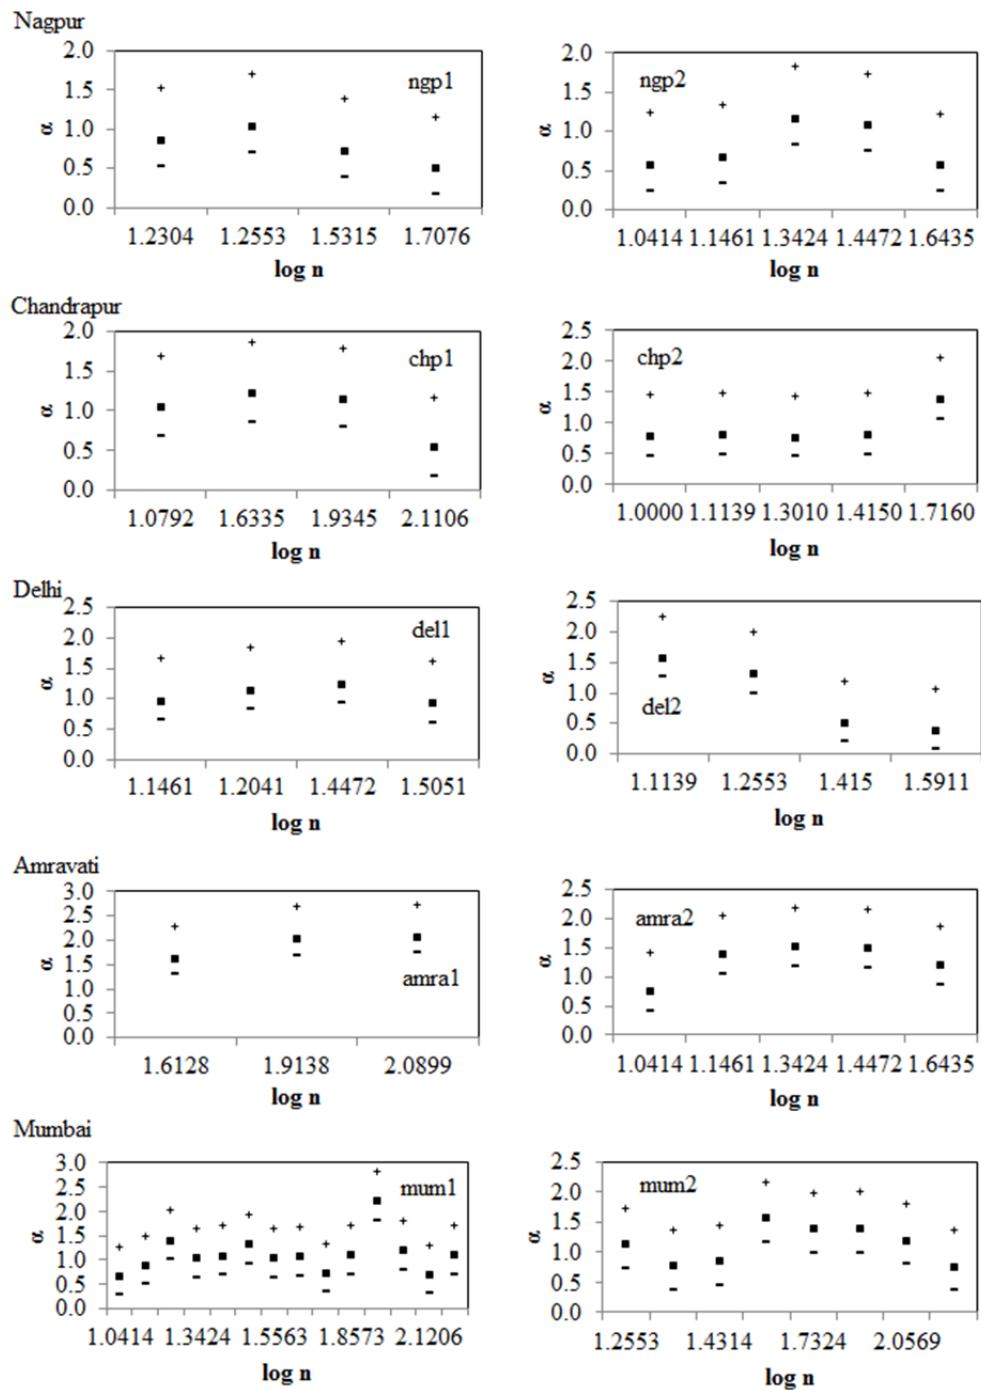 Nagpur
2.0
1.5
1.0
0.5
0.0
α
ngp1
1.2304 1.2553 1.5315 1.7076
log n
2.0
1.5
1.0
0.5
0.0
α
ngp2
1.0414 1.1461 1.3424 1.4472 1.6435
log n
Chandrapur
2.0
1.5
1.0
0.5
0.0
α
chp1
1.0792 1.6335 1.9345 2.1106
log n
2.5
2.0
1.5
1.0
0.5
0.0
α
chp2
1.0000 1.1139 1.3010 1.4150 1.7160
log n
Delhi
2.5
2.0
1.5
1.0
0.5
0.0
α
del1
1.1461 1.2041 1.4472 1.5051
log n
2.5
2.0
1.5
1.0
0.5
0.0
α
del2
1.1139 1.2553 1.415 1.5911
log n
Amravati
3.0
2.5
2.0
1.5
1.0
0.5
0.0
α
amra1
1.6128 1.9138 2.0899
log n
2.5
2.0
1.5
1.0
0.5
0.0
α
amra2
1.0414 1.1461 1.3424 1.4472 1.6435
log n
Mumbai
3.0
2.5
2.0
1.5
1.0
0.5
0.0
α
mum1
1.0414 1.3424 1.5563 1.8573 2.1206
log n
2.5
2.0
1.5
1.0
0.5
0.0
α
mum2
1.2553 1.4314 1.7324 2.0569
log n